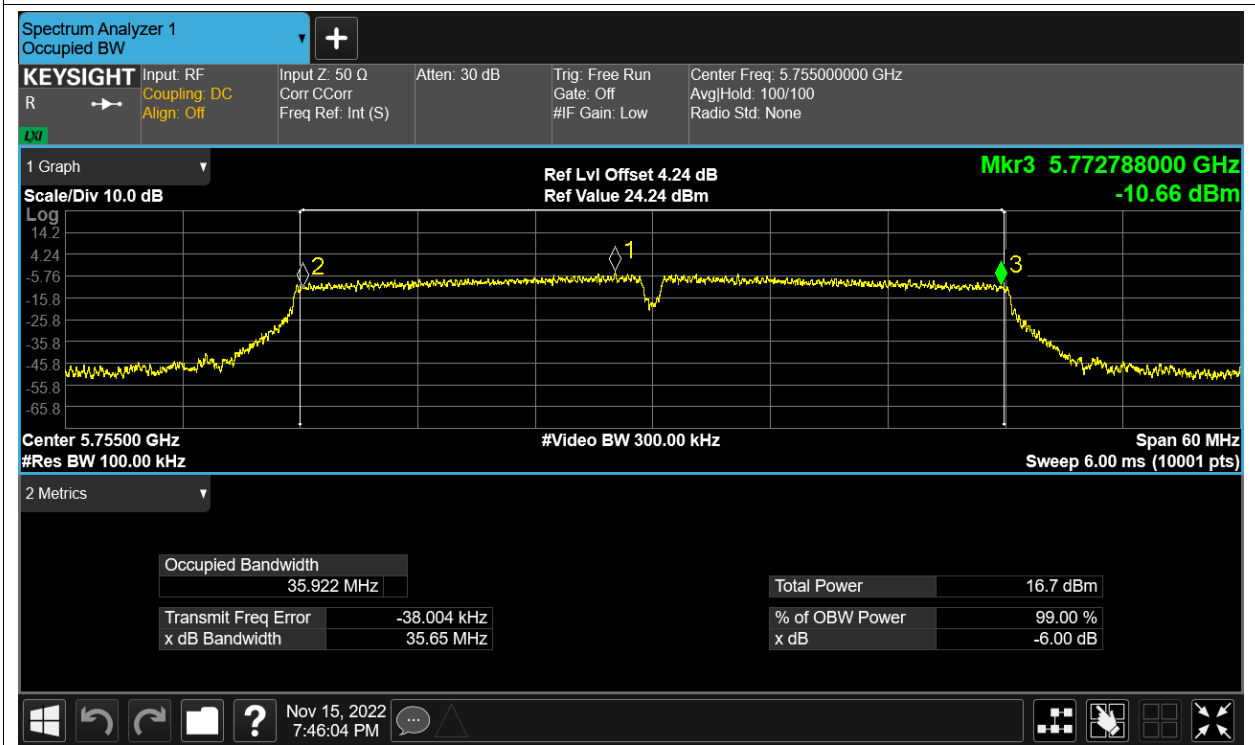 Spectrum Analyzer 1
Occupied BW
KEYSIGHT
R
LXI
Input: RF
Coupling: DC
Align: Off
Input Z: 50 Ω
Corr CCorr
Freq Ref: Int (S)
Atten: 30 dB
Trig: Free Run
Gate: Off
#IF Gain: Low
Center Freq: 5.755000000 GHz
Avg|Hold: 100/100
Radio Std: None
1 Graph
Scale/Div 10.0 dB
Ref Lvl Offset 4.24 dB
Ref Value 24.24 dBm
Mkr3 5.772788000 GHz
-10.66 dBm
Log
14.2
4.24
-5.76
-15.8
-25.8
-35.8
-45.8
-55.8
-65.8
2
1
3
Center 5.75500 GHz
#Res BW 100.00 kHz
#Video BW 300.00 kHz
Span 60 MHz
Sweep 6.00 ms (10001 pts)
2 Metrics
Occupied Bandwidth
35.922 MHz
Transmit Freq Error -38.004 kHz
x dB Bandwidth 35.65 MHz
Total Power 16.7 dBm
% of OBW Power 99.00 %
x dB -6.00 dB
?
Nov 15, 2022
7:46:04 PM